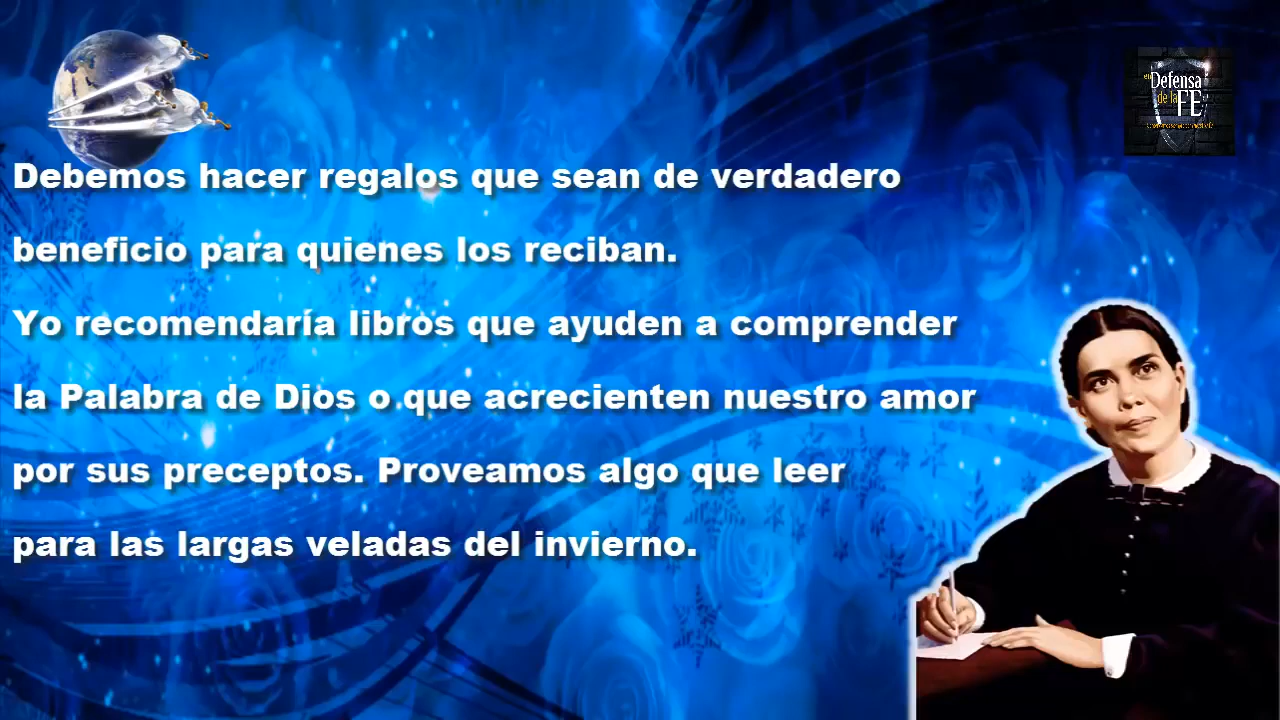 en Defensa
de la FE
Debemos hacer regalos que sean de verdadero
beneficio para quienes los reciban.
Yo recomendaría libros que ayuden a comprender
la Palabra de Dios o que acrecienten nuestro amor
por sus preceptos. Proveamos algo que leer
para las largas veladas del invierno.